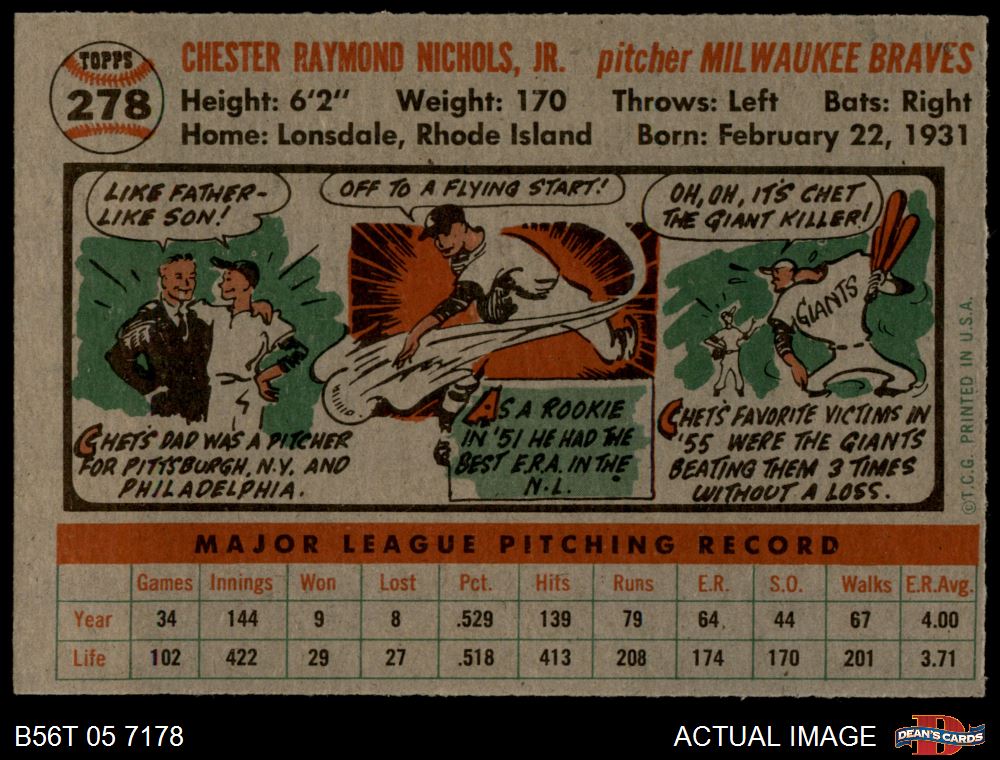 TOPPS
278
CHESTER RAYMOND NICHOLS, JR. pitcher MILWAUKEE BRAVES
Height: 6'2" Weight: 170 Throws: Left Bats: Right
Home: Lonsdale, Rhode Island Born: February 22, 1931
LIKE FATHER-
LIKE SON!
CHET'S DAD WAS A PITCHER
FOR PITTSBURGH, N.Y. AND
PHILADELPHIA.
OFF TO A FLYING START!
AS A ROOKIE
IN '51 HE HAD THE
BEST E.R.A. IN THE
N.L.
OH, OH, IT'S CHET
THE GIANT KILLER!
GIANTS
CHET'S FAVORITE VICTIMS IN
'55 WERE THE GIANTS
BEATING THEM 3 TIMES
WITHOUT A LOSS.
©T.C.G. PRINTED IN U.S.A.
MAJOR LEAGUE PITCHING RECORD
Games Innings Won Lost Pct. Hits Runs E.R. S.O. Walks E.R.Avg.
Year 34 144 9 8 .529 139 79 64 44 67 4.00
Life 102 422 29 27 .518 413 208 174 170 201 3.71
B56T 05 7178 ACTUAL IMAGE
DEAN'S CARDS